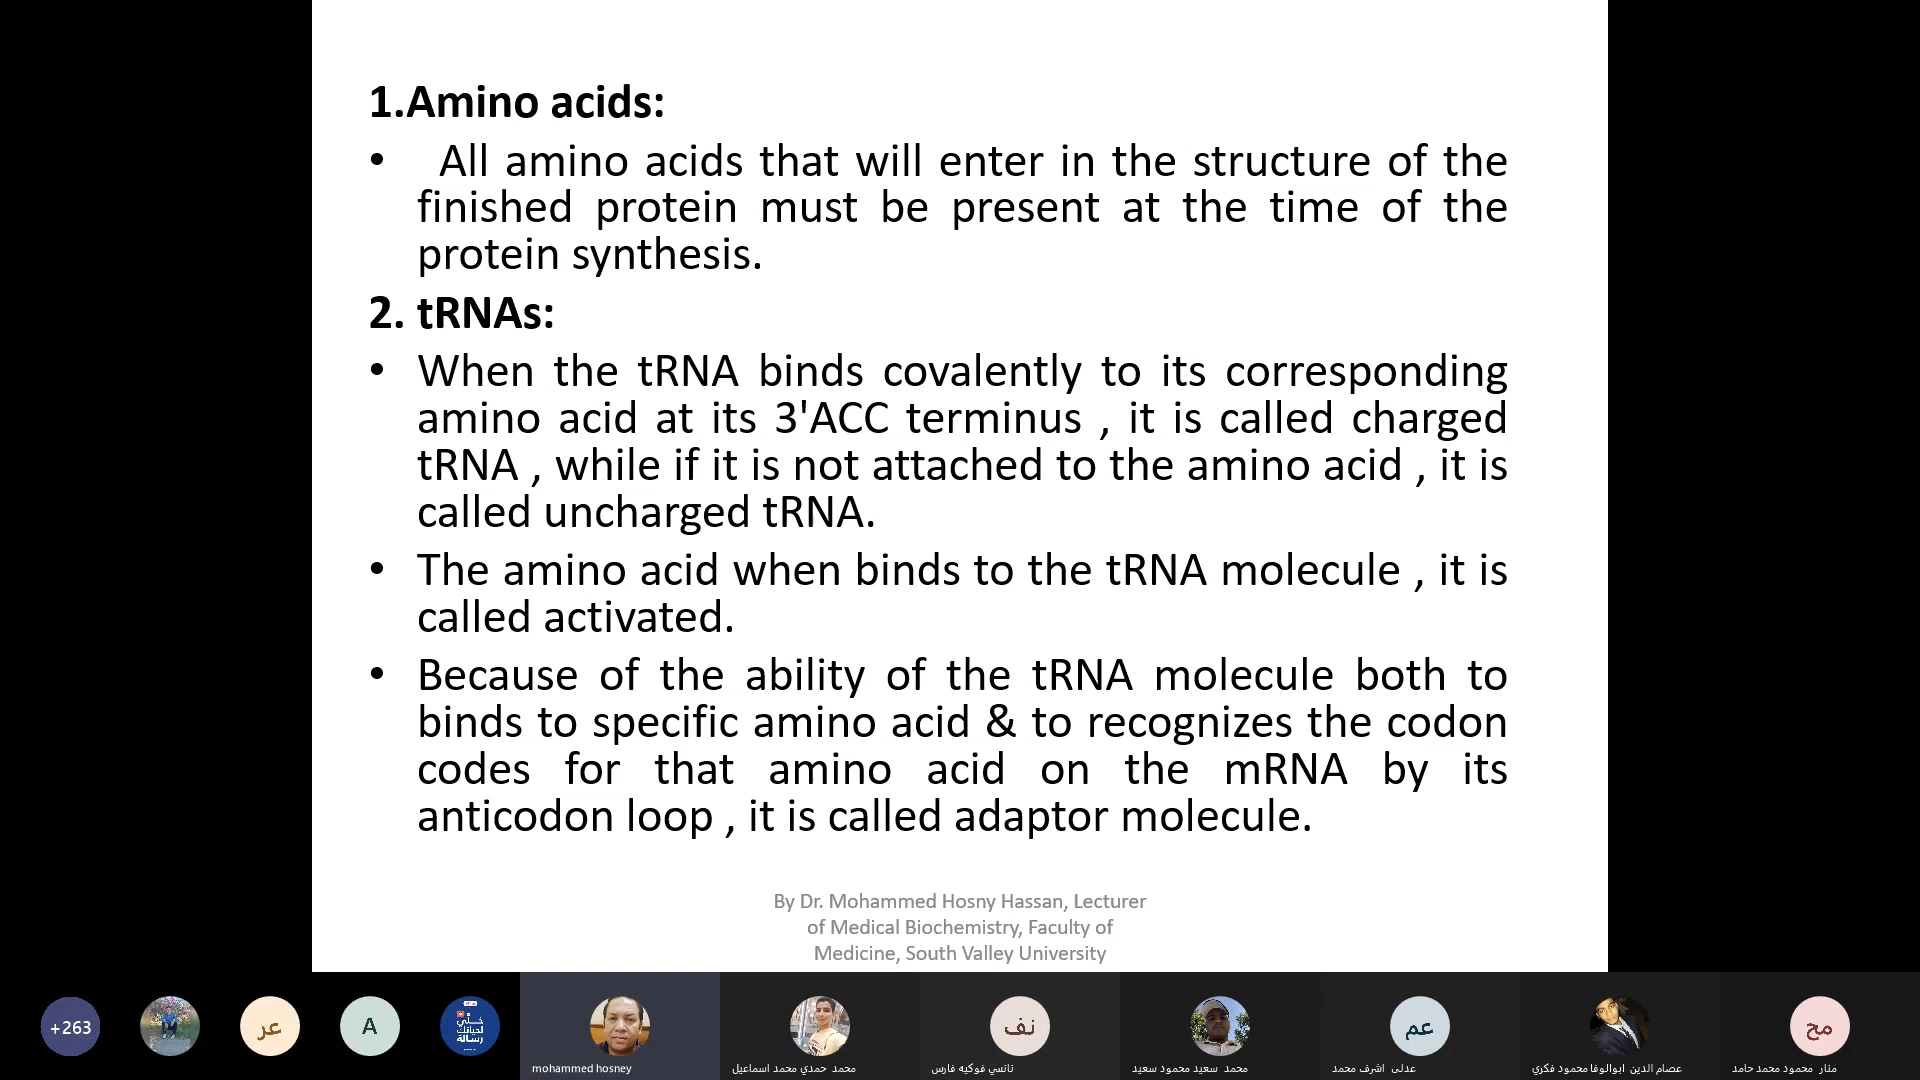 1.Amino acids:
• All amino acids that will enter in the structure of the
finished protein must be present at the time of the
protein synthesis.
2. tRNAs:
• When the tRNA binds covalently to its corresponding
amino acid at its 3'ACC terminus , it is called charged
tRNA , while if it is not attached to the amino acid , it is
called uncharged tRNA.
• The amino acid when binds to the tRNA molecule , it is
called activated.
• Because of the ability of the tRNA molecule both to
binds to specific amino acid & to recognizes the codon
codes for that amino acid on the mRNA by its
anticodon loop , it is called adaptor molecule.
By Dr. Mohammed Hosny Hassan, Lecturer
of Medical Biochemistry, Faculty of
Medicine, South Valley University
+263
عر
A
خلي
لحياتك
رسالة
mohammed hosney
محمد حمدي محمد اسماعيل
نف
نانسي فوكيه فارس
محمد سعيد محمود سعيد
عم
عدلى اشرف محمد
عصام الدين ابوالوفا محمود فكري
مح
منار محمود محمد حامد